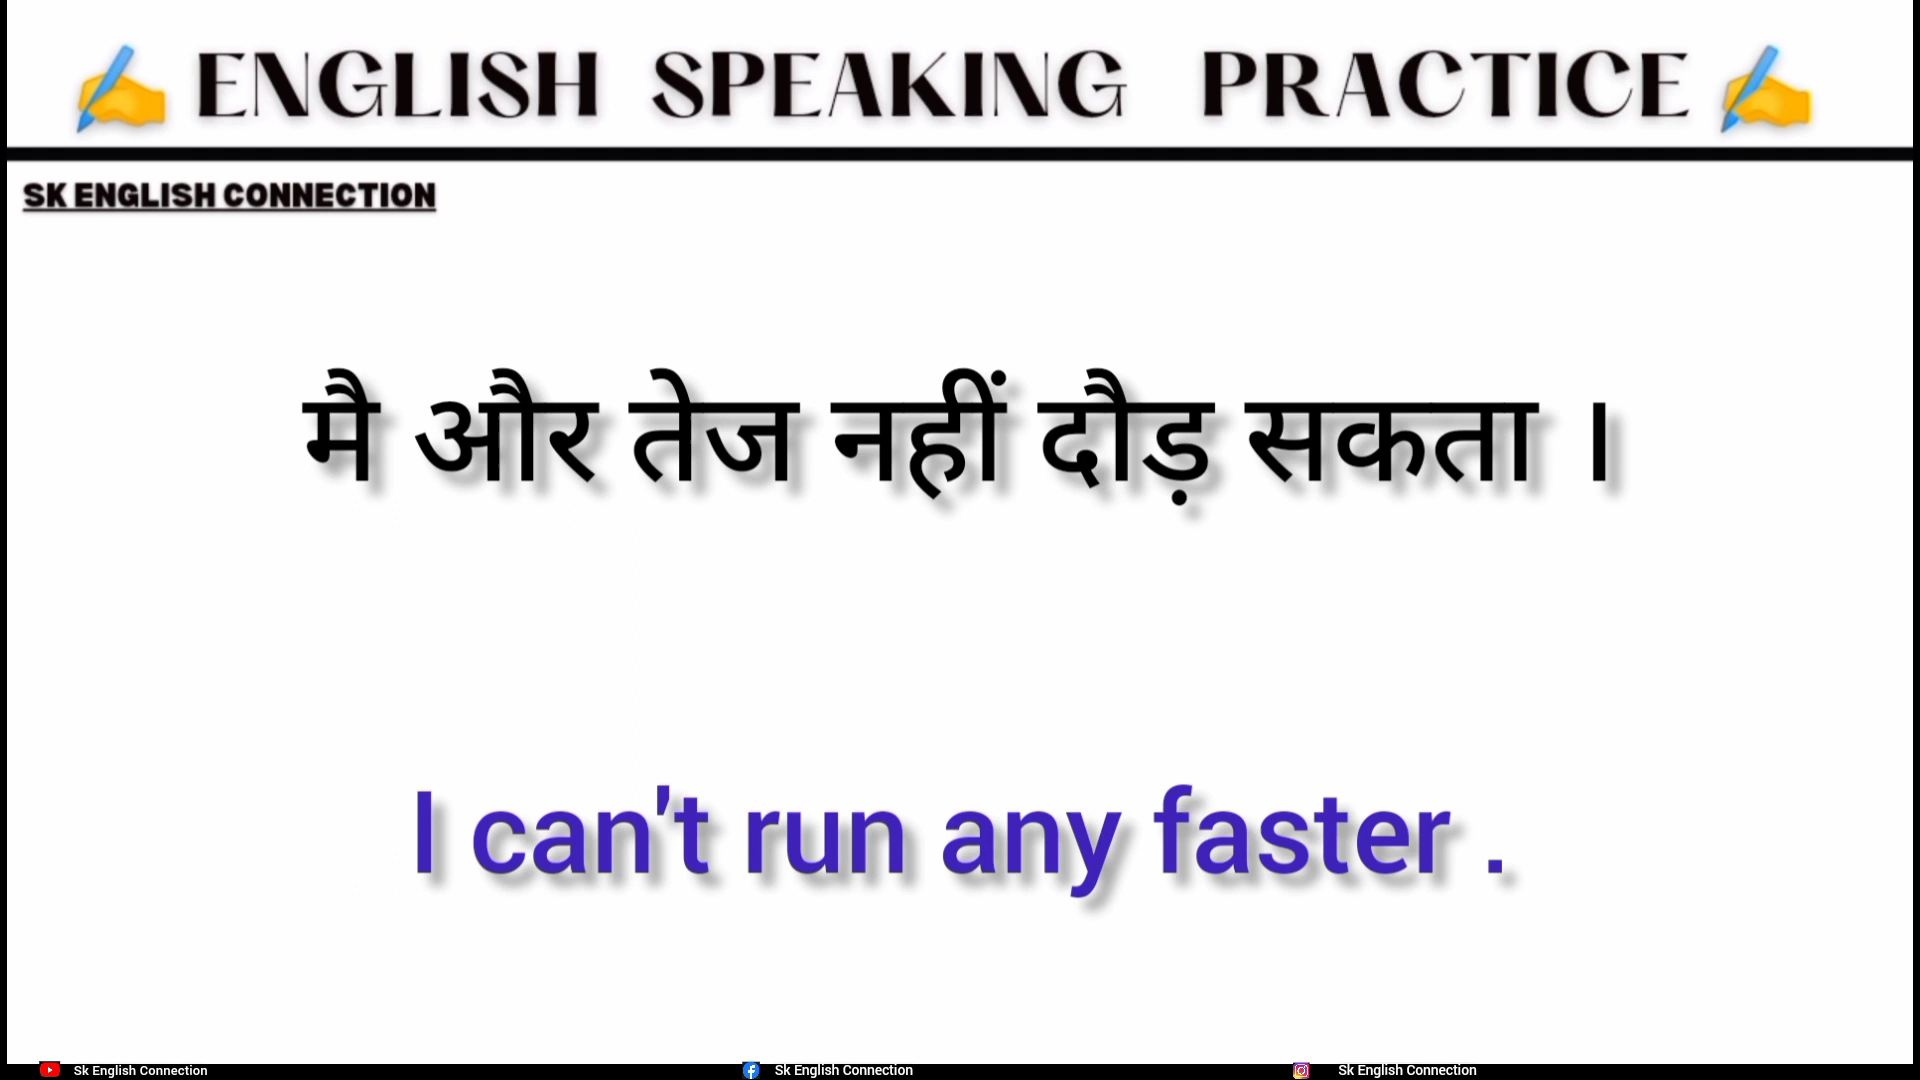 ✍️ ENGLISH SPEAKING PRACTICE ✍️
SK ENGLISH CONNECTION
मै और तेज नहीं दौड़ सकता ।
I can't run any faster .
Sk English Connection Sk English Connection Sk English Connection